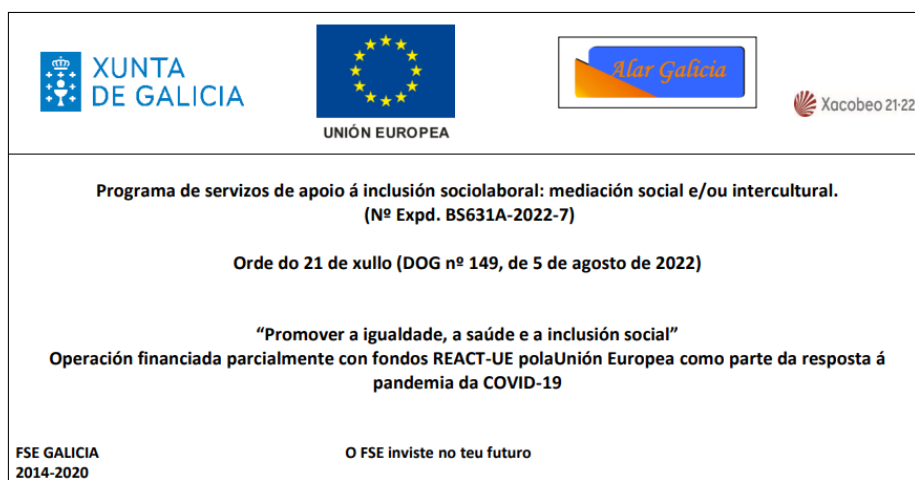 XUNTA
DE GALICIA
UNIÓN EUROPEA
Alar Galicia
Xacobeo 21·22
Programa de servizos de apoio á inclusión sociolaboral: mediación social e/ou intercultural.
(Nº Expd. BS631A-2022-7)
Orde do 21 de xullo (DOG nº 149, de 5 de agosto de 2022)
“Promover a igualdade, a saúde e a inclusión social”
Operación financiada parcialmente con fondos REACT-UE polaUnión Europea como parte da resposta á
pandemia da COVID-19
FSE GALICIA
2014-2020
O FSE inviste no teu futuro